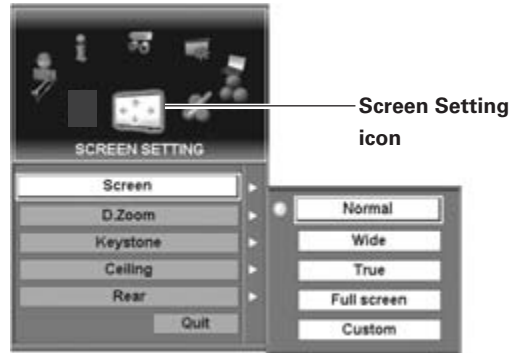 Screen Setting
icon
SCREEN SETTING
Screen
D.Zoom
Keystone
Ceiling
Rear
Quit
Normal
Wide
True
Full screen
Custom